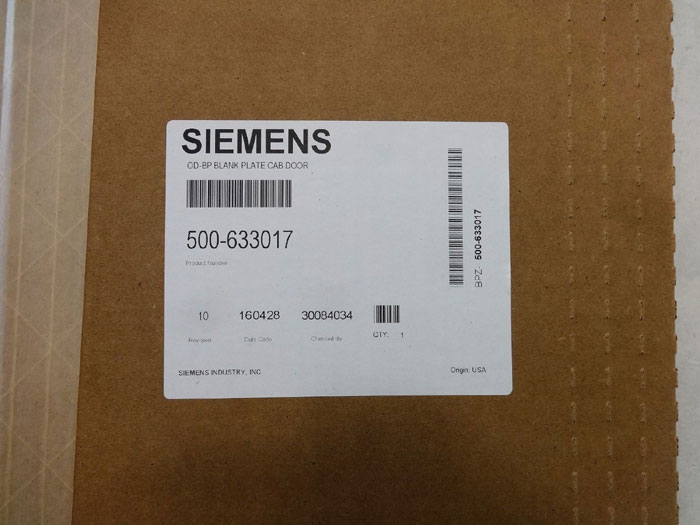 SIEMENS
OD-BP BLANK PLATE CAB DOOR
500-633017
Product Number
10 160428 30084034
Revision Date Code Checked By
QTY: 1
SIEMENS INDUSTRY, INC
Origin: USA
BPZ- 500-633017